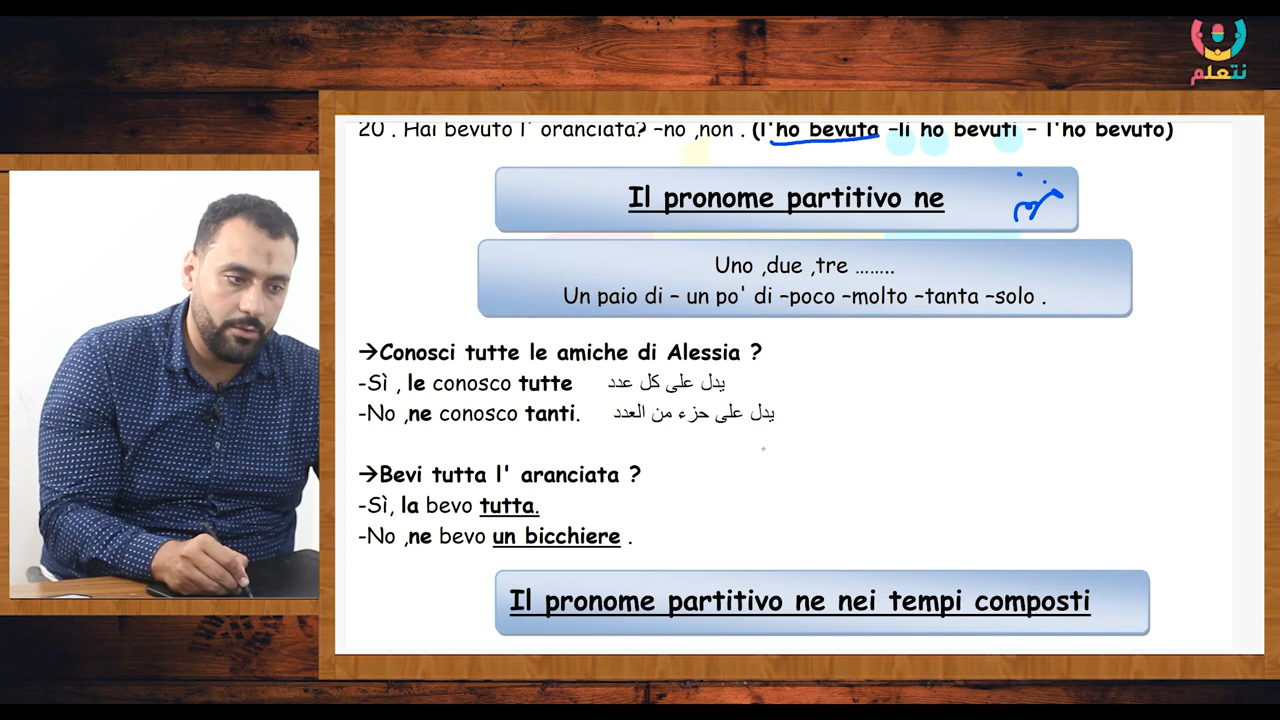 نتعلم
20 . Hai bevuto l' oranciata? –no ,non . (l'ho bevuta –li ho bevuti – l'ho bevuto)
Il pronome partitivo ne
Uno ,due ,tre ........
Un paio di – un po' di –poco –molto –tanta –solo .
→Conosci tutte le amiche di Alessia ?
-Sì , le conosco tutte يدل على كل عدد
-No ,ne conosco tanti. يدل على حزء من العدد
→Bevi tutta l' aranciata ?
-Sì, la bevo tutta.
-No ,ne bevo un bicchiere .
Il pronome partitivo ne nei tempi composti